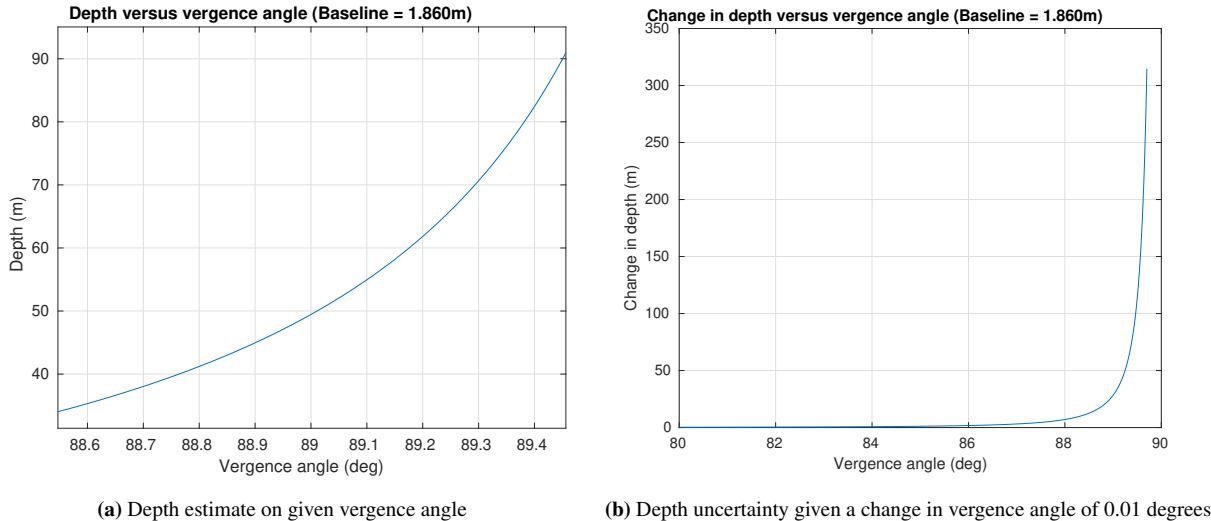 Depth versus vergence angle (Baseline = 1.860m)
90
80
70
60
50
40
Depth (m)
88.6 88.7 88.8 88.9 89 89.1 89.2 89.3 89.4
Vergence angle (deg)
(a) Depth estimate on given vergence angle
Change in depth versus vergence angle (Baseline = 1.860m)
350
300
250
200
150
100
50
0
Change in depth (m)
80 82 84 86 88 90
Vergence angle (deg)
(b) Depth uncertainty given a change in vergence angle of 0.01 degrees